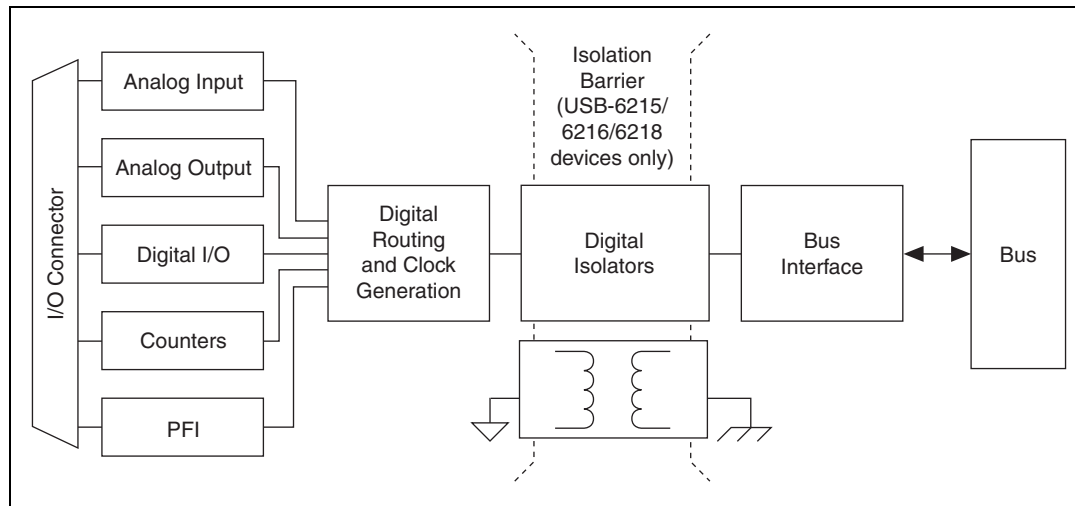 Isolation
Barrier
(USB-6215/
6216/6218
devices only)
I/O Connector
Analog Input
Analog Output
Digital I/O
Counters
PFI
Digital
Routing
and Clock
Generation
Digital
Isolators
Bus
Interface
Bus